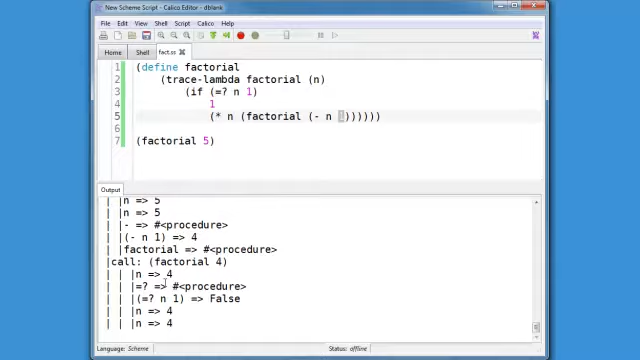 New Scheme Script - Calico Editor - dblank
File Edit View Shell Script Calico Help
Home Shell fact.ss
1 (define factorial
2 (trace-lambda factorial (n)
3 (if (=? n 1)
4 1
5 (* n (factorial (- n 1))))))
6
7 (factorial 5)
Output
| | |n => 5
| | |n => 5
| | |- => #<procedure>
| | |(- n 1) => 4
| | |factorial => #<procedure>
| |call: (factorial 4)
| | | |n => 4
| | | |=? => #<procedure>
| | | |(=? n 1) => False
| | | |n => 4
| | | |n => 4
Language: Scheme Status: offline